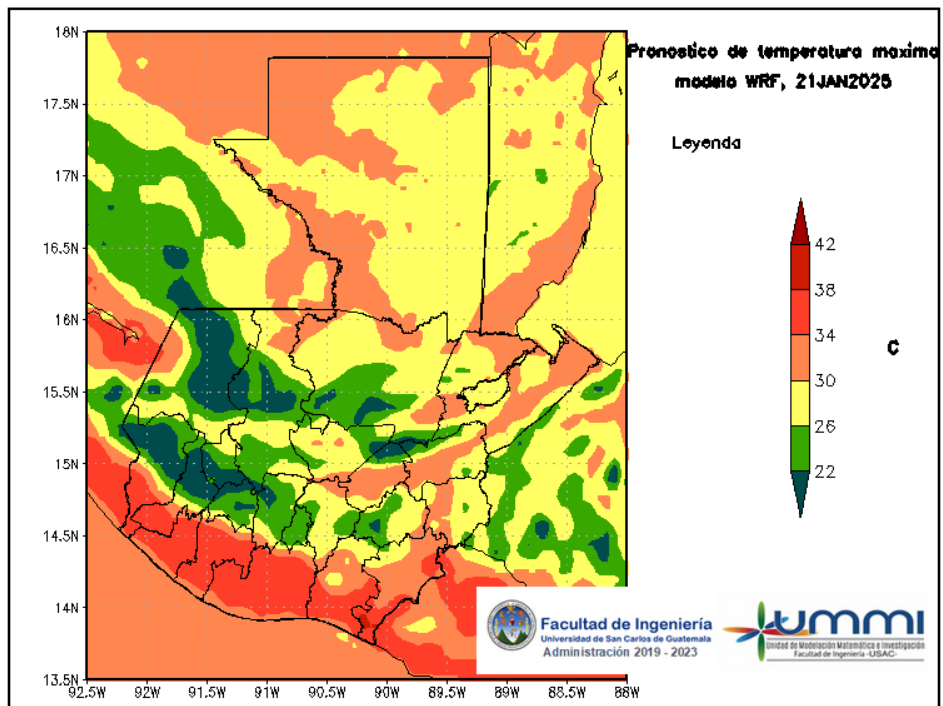 Pronostico de temperatura maxima
modelo WRF, 21JAN2025
Leyenda
18N
17.5N
17N
16.5N
16N
15.5N
15N
14.5N
14N
13.5N
92.5W 92W 91.5W 91W 90.5W 90W 89.5W 89W 88.5W 88W
42
38
34
30
26
22
C
Facultad de Ingeniería
Universidad de San Carlos de Guatemala
Administración 2019 - 2023
UMMI
Unidad de Modelación Matemática e Investigación
Facultad de Ingeniería -USAC-